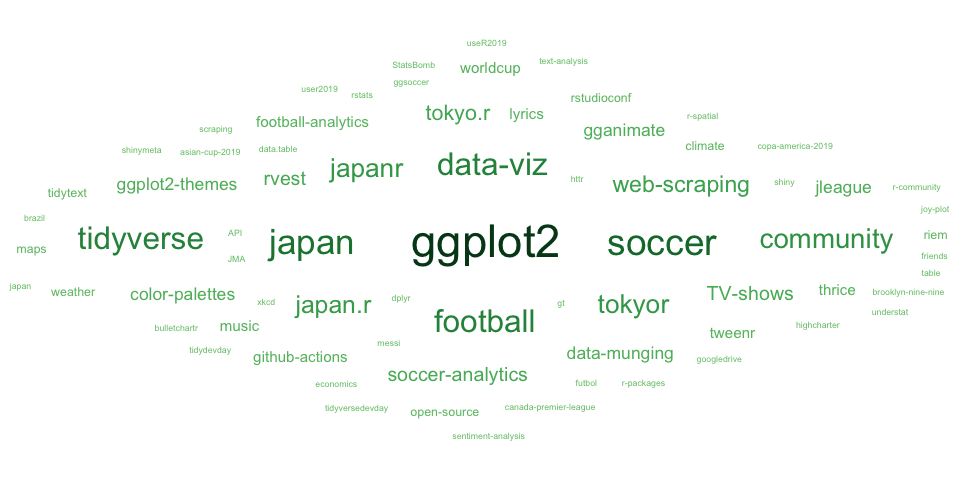 useR2019
StatsBomb
worldcup
text-analysis
ggsoccer
user2019
rstats
rstudioconf
tokyo.r
lyrics
r-spatial
scraping
football-analytics
gganimate
climate
copa-america-2019
shinymeta
asian-cup-2019
data.table
japanr
data-viz
tidytext
ggplot2-themes
rvest
httr
web-scraping
shiny
jleague
r-community
brazil
joy-plot
maps
tidyverse
API
japan
ggplot2
soccer
community
riem
JMA
friends
table
japan
weather
color-palettes
xkcd
japan.r
dplyr
gt
tokyor
TV-shows
thrice
brooklyn-nine-nine
understat
bulletchartr
music
football
tweenr
highcharter
messi
tidydevday
github-actions
data-munging
googledrive
economics
soccer-analytics
futbol
r-packages
tidyversedevday
open-source
canada-premier-league
sentiment-analysis